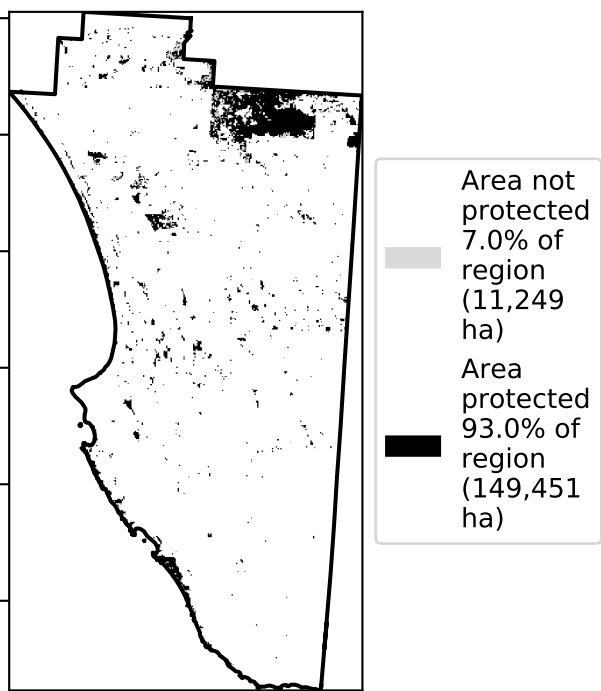 Area not
protected
7.0% of
region
(11,249
ha)
Area
protected
93.0% of
region
(149,451
ha)